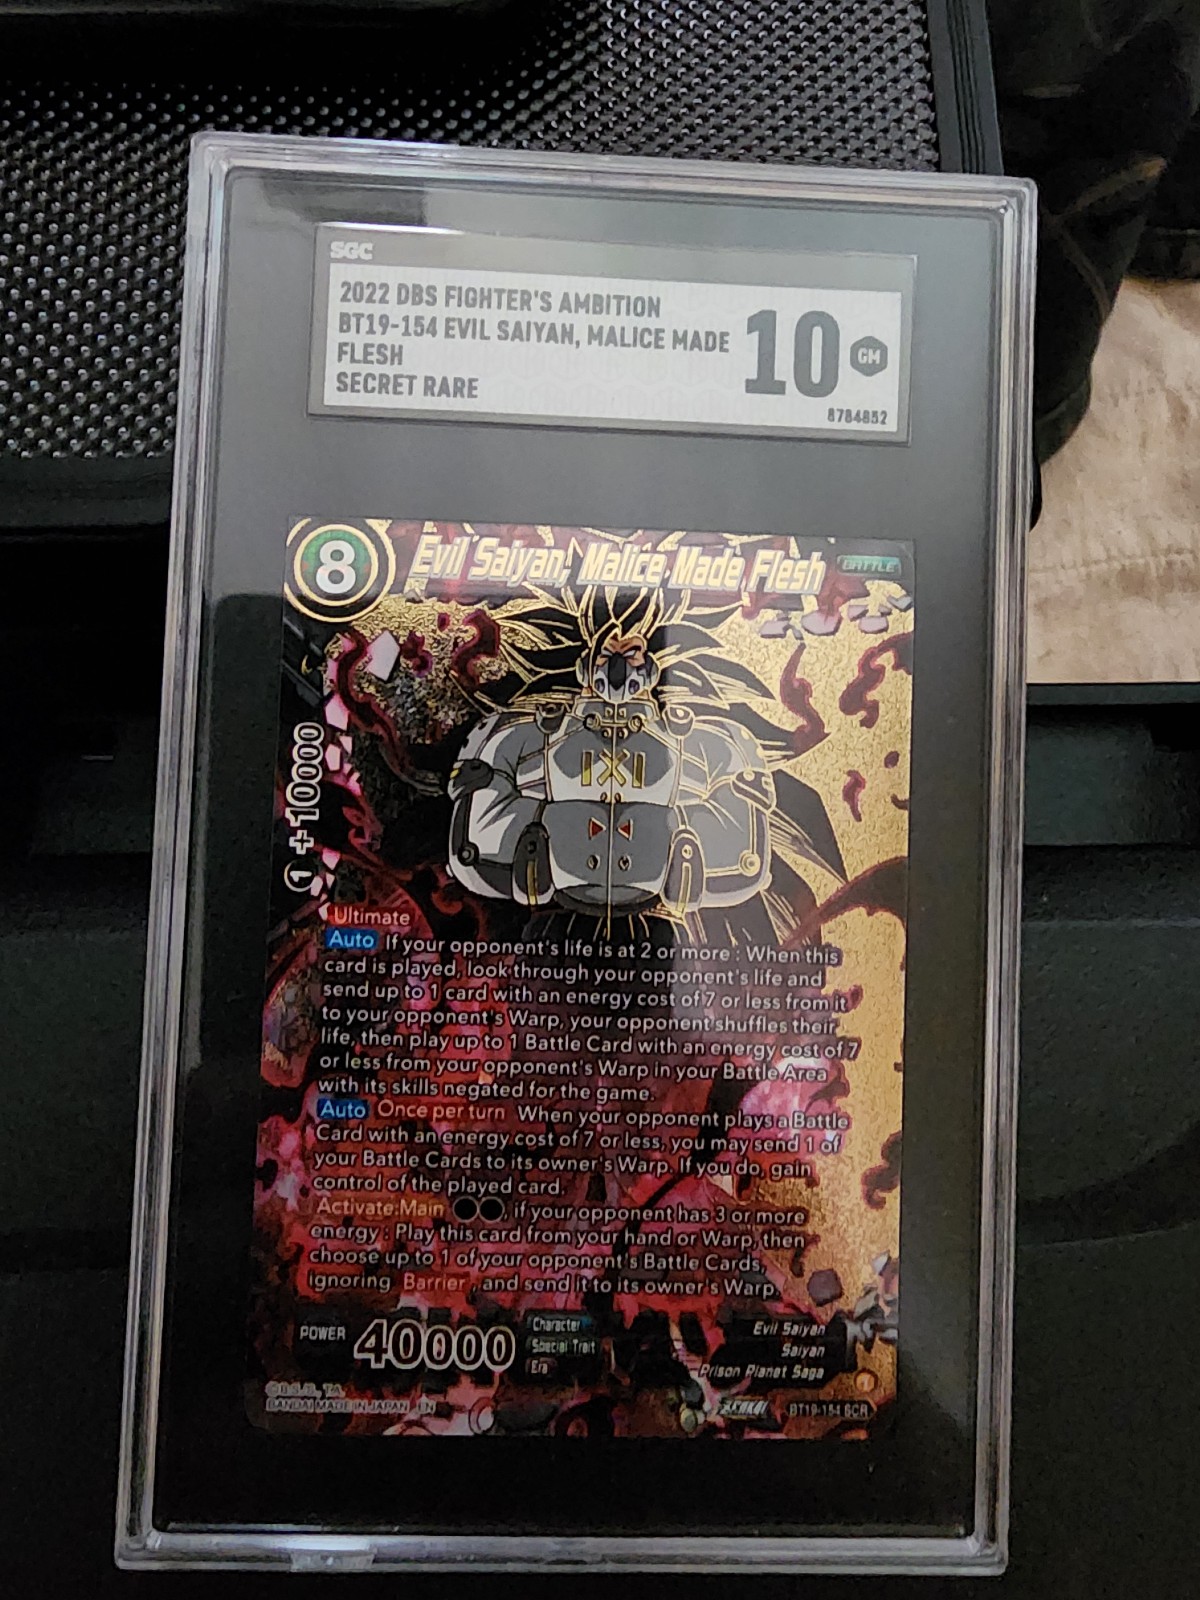 SGC
2022 DBS FIGHTER'S AMBITION
BT19-154 EVIL SAIYAN, MALICE MADE
FLESH
SECRET RARE
10 GM
8784852
8
Evil Saiyan, Malice Made Flesh
BATTLE
1 +10000
IXI
Ultimate
Auto If your opponent's life is at 2 or more : When this
card is played, look through your opponent's life and
send up to 1 card with an energy cost of 7 or less from it
to your opponent's Warp, your opponent shuffles their
life, then play up to 1 Battle Card with an energy cost of 7
or less from your opponent's Warp in your Battle Area
with its skills negated for the game.
Auto Once per turn When your opponent plays a Battle
Card with an energy cost of 7 or less, you may send 1 of
your Battle Cards to its owner's Warp. If you do, gain
control of the played card.
Activate:Main , if your opponent has 3 or more
energy : Play this card from your hand or Warp, then
choose up to 1 of your opponent's Battle Cards,
ignoring Barrier , and send it to its owner's Warp.
POWER 40000
Character Evil Saiyan
Special Trait Saiyan
Era Prison Planet Saga
©B.S./S., T.A.
BANDAI MADE IN JAPAN EN
ZENKAI
BT19-154 SCR